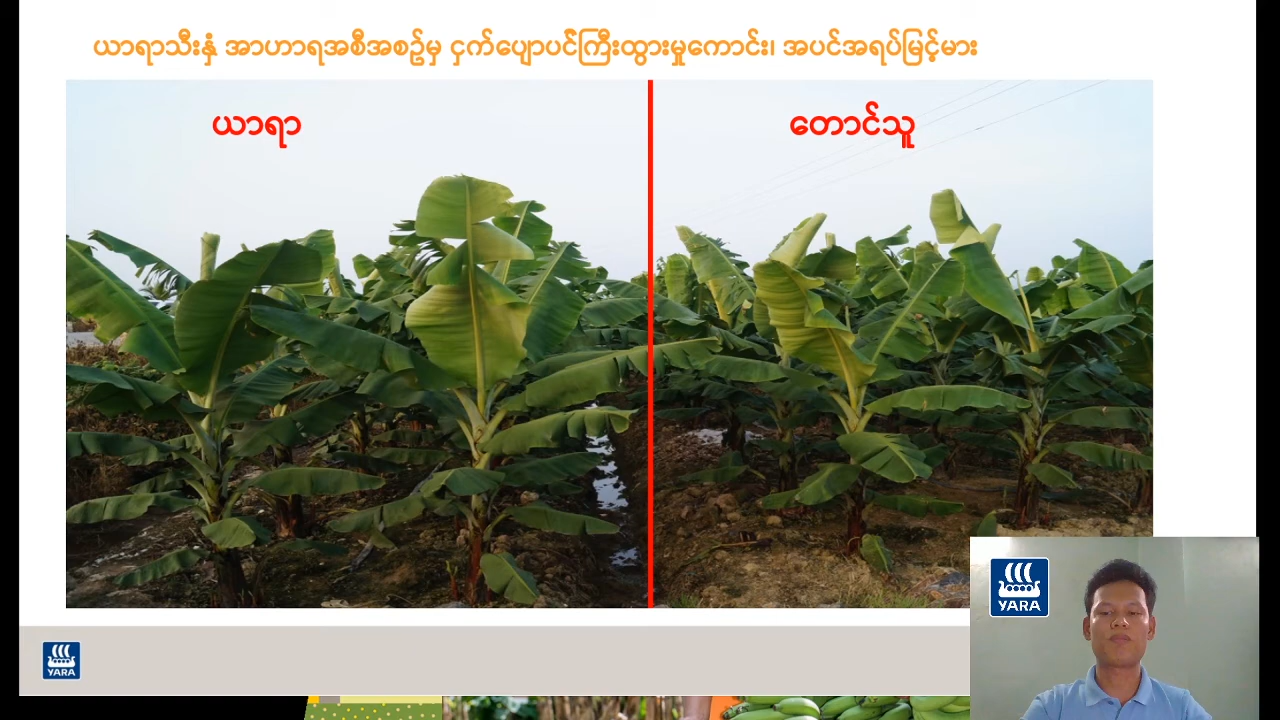 ယာရာသီးနှံ အာဟာရအစီအစဉ်မှ ငှက်ပျောပင်ကြီးထွားမှုကောင်း၊ အပင်အရပ်မြင့်မား
ယာရာ
တောင်သူ
YARA
YARA